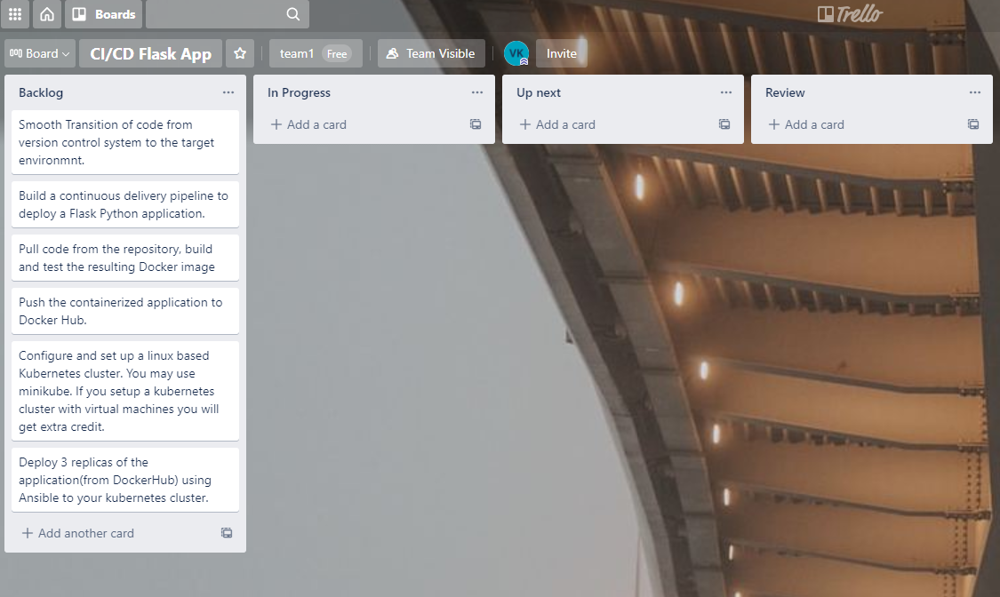 Boards
Trello
Board
CI/CD Flask App
team1 Free
Team Visible
VK
Invite
Backlog
Smooth Transition of code from
version control system to the target
environmnt.
Build a continuous delivery pipeline to
deploy a Flask Python application.
Pull code from the repository, build
and test the resulting Docker image
Push the containerized application to
Docker Hub.
Configure and set up a linux based
Kubernetes cluster. You may use
minikube. If you setup a kubernetes
cluster with virtual machines you will
get extra credit.
Deploy 3 replicas of the
application(from DockerHub) using
Ansible to your kubernetes cluster.
+ Add another card
In Progress
+ Add a card
Up next
+ Add a card
Review
+ Add a card